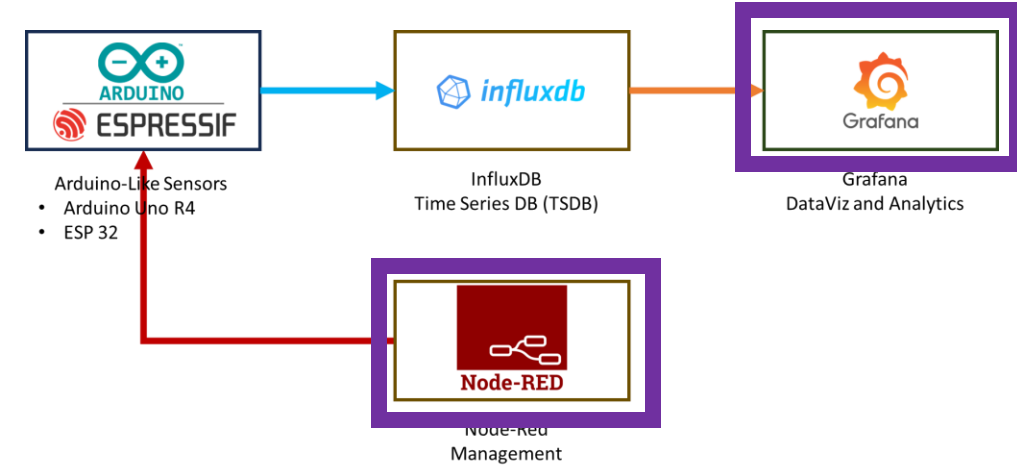 ARDUINO
ESPRESSIF
influxdb
Grafana
Arduino-Like Sensors
• Arduino Uno R4
• ESP 32
InfluxDB
Time Series DB (TSDB)
Grafana
DataViz and Analytics
Node-RED
Node-Red
Management